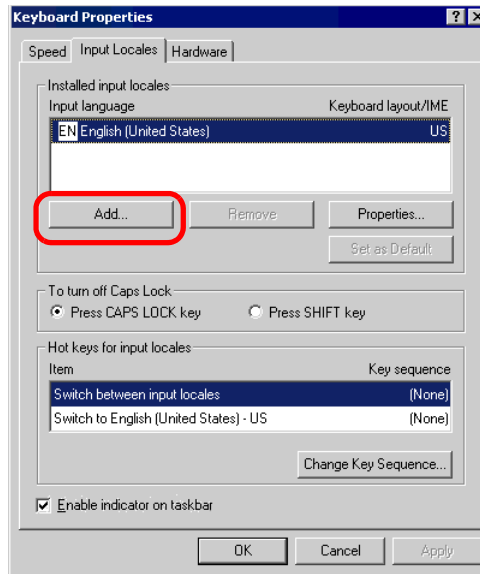 Keyboard Properties
Speed Input Locales Hardware
Installed input locales
Input language Keyboard layout/IME
EN English (United States) US
Add... Remove Properties...
Set as Default
To turn off Caps Lock
Press CAPS LOCK key Press SHIFT key
Hot keys for input locales
Item Key sequence
Switch between input locales (None)
Switch to English (United States) - US (None)
Change Key Sequence...
Enable indicator on taskbar
OK Cancel Apply